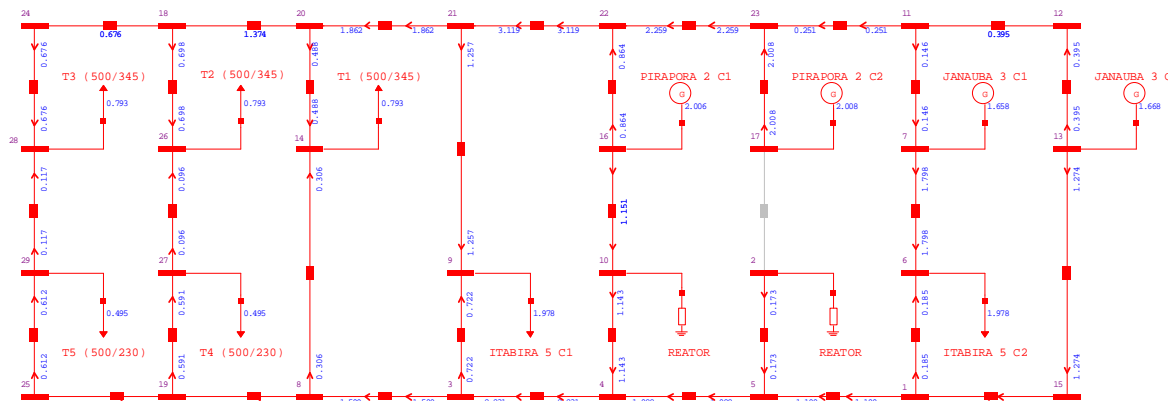 24 18 20 21 22 23 11 12
0.676 1.374 1.862 1.862 3.119 3.119 2.259 2.259 0.251 0.251 0.395
0.676 0.698 0.488 1.257 0.864 2.008 0.146 0.395
T3 (500/345) T2 (500/345) T1 (500/345) PIRAPORA 2 C1 PIRAPORA 2 C2 JANAUBA 3 C1 JANAUBA 3 C
G G G G
0.793 0.793 0.793 2.006 2.008 1.658 1.668
0.676 0.698 0.488 0.864 2.008 0.146 0.395
28 26 14 16 17 7 13
0.117 0.096 0.306 1.151 1.798 1.274
0.117 0.096 1.257 1.798
29 27 9 10 2 6
0.612 0.591 0.722 1.143 0.173 0.185
0.495 0.495 1.978 1.978
T5 (500/230) T4 (500/230) ITABIRA 5 C1 REATOR REATOR ITABIRA 5 C2
0.612 0.591 0.306 0.722 1.143 0.173 0.185 1.274
25 19 8 3 4 5 1 15